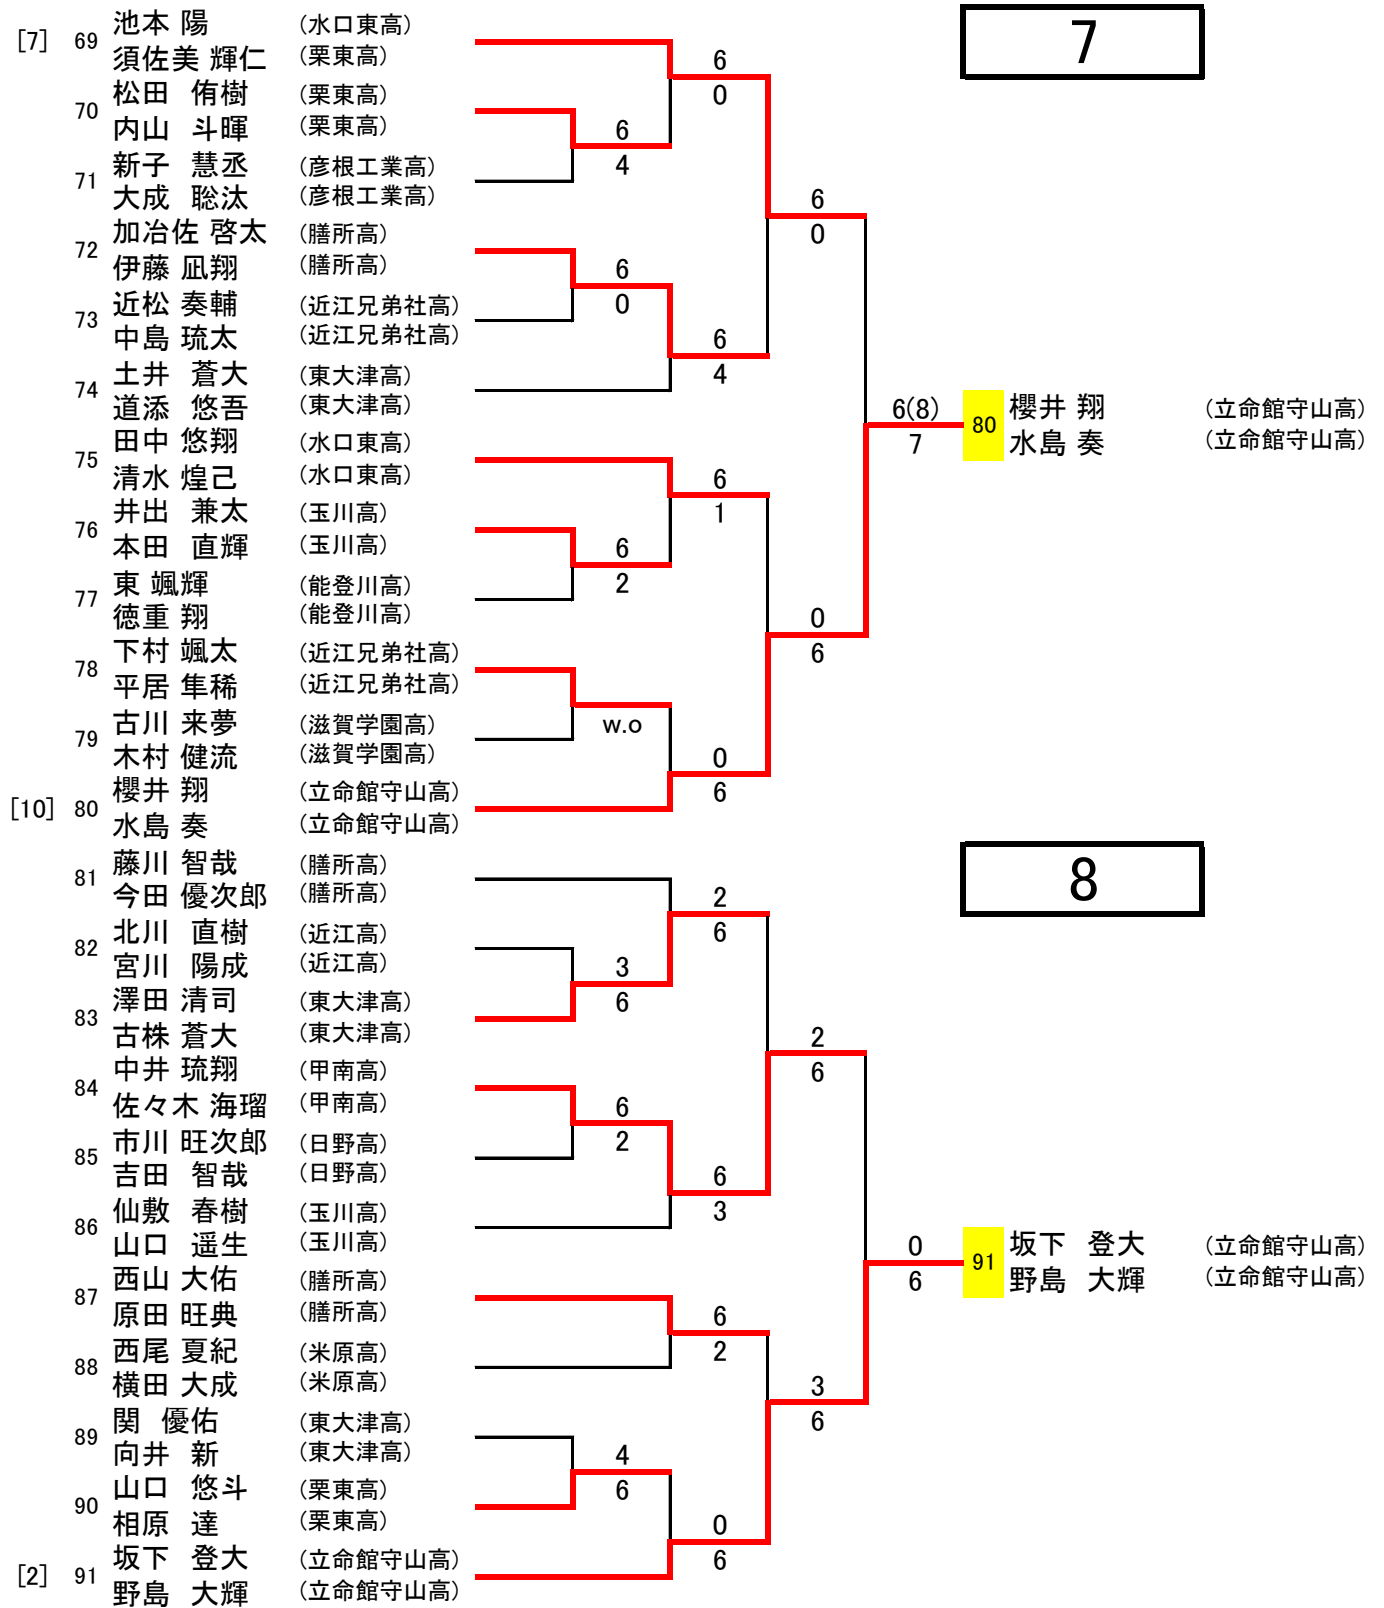 7
[7] 69 池本 陽 (水口東高)
須佐美 輝仁 (栗東高)
6
0
70 松田 侑樹 (栗東高)
内山 斗暉 (栗東高)
6
4
71 新子 慧丞 (彦根工業高)
大成 聡汰 (彦根工業高)
6
0
72 加冶佐 啓太 (膳所高)
伊藤 凪翔 (膳所高)
6
0
73 近松 奏輔 (近江兄弟社高)
中島 琉太 (近江兄弟社高)
6
4
74 土井 蒼大 (東大津高)
道添 悠吾 (東大津高)
6(8)
7
80 櫻井 翔 (立命館守山高)
水島 奏 (立命館守山高)
75 田中 悠翔 (水口東高)
清水 煌己 (水口東高)
6
1
76 井出 兼太 (玉川高)
本田 直輝 (玉川高)
6
2
77 東 颯輝 (能登川高)
徳重 翔 (能登川高)
0
6
78 下村 颯太 (近江兄弟社高)
平居 隼稀 (近江兄弟社高)
w.o
79 古川 来夢 (滋賀学園高)
木村 健流 (滋賀学園高)
0
6
[10] 80 櫻井 翔 (立命館守山高)
水島 奏 (立命館守山高)
8
81 藤川 智哉 (膳所高)
今田 優次郎 (膳所高)
2
6
82 北川 直樹 (近江高)
宮川 陽成 (近江高)
3
6
83 澤田 清司 (東大津高)
古株 蒼大 (東大津高)
2
6
84 中井 琉翔 (甲南高)
佐々木 海瑠 (甲南高)
6
2
85 市川 旺次郎 (日野高)
吉田 智哉 (日野高)
6
3
86 仙敷 春樹 (玉川高)
山口 遥生 (玉川高)
0
6
91 坂下 登大 (立命館守山高)
野島 大輝 (立命館守山高)
87 西山 大佑 (膳所高)
原田 旺典 (膳所高)
6
2
88 西尾 夏紀 (米原高)
横田 大成 (米原高)
3
6
89 関 優佑 (東大津高)
向井 新 (東大津高)
4
6
90 山口 悠斗 (栗東高)
相原 達 (栗東高)
0
6
[2] 91 坂下 登大 (立命館守山高)
野島 大輝 (立命館守山高)